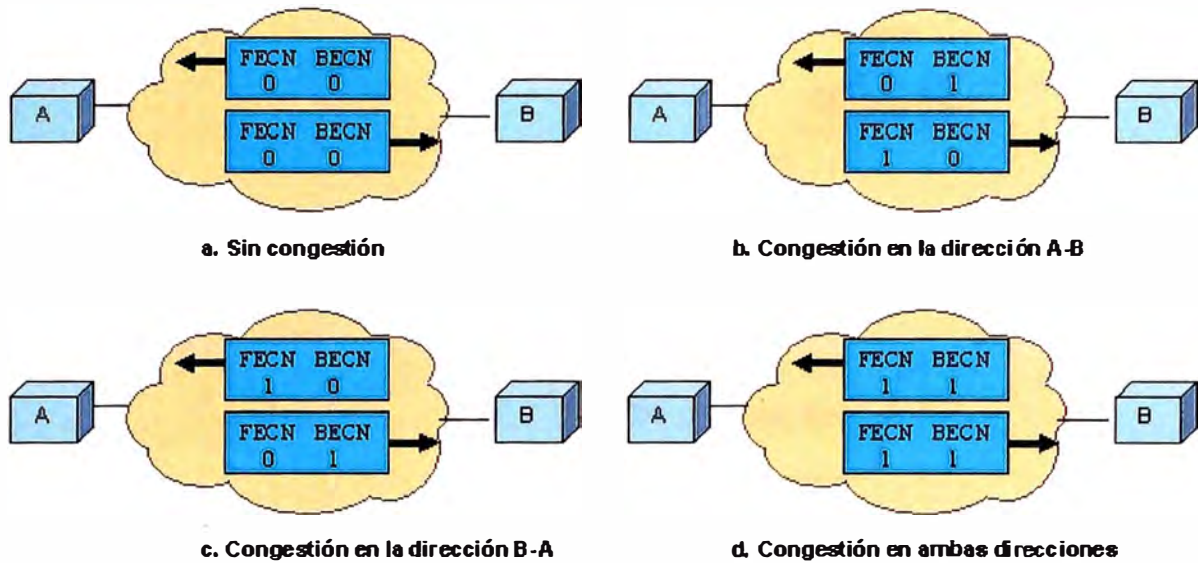 FECN BECN
0 0
A
B
FECN BECN
0 0
a. Sin congestión
FECN BECN
0 1
A
B
FECN BECN
1 0
b. Congestión en la dirección A-B
FECN BECN
1 0
A
B
FECN BECN
0 1
c. Congestión en la dirección B-A
FECN BECN
1 1
A
B
FECN BECN
1 1
d. Congestión en ambas direcciones